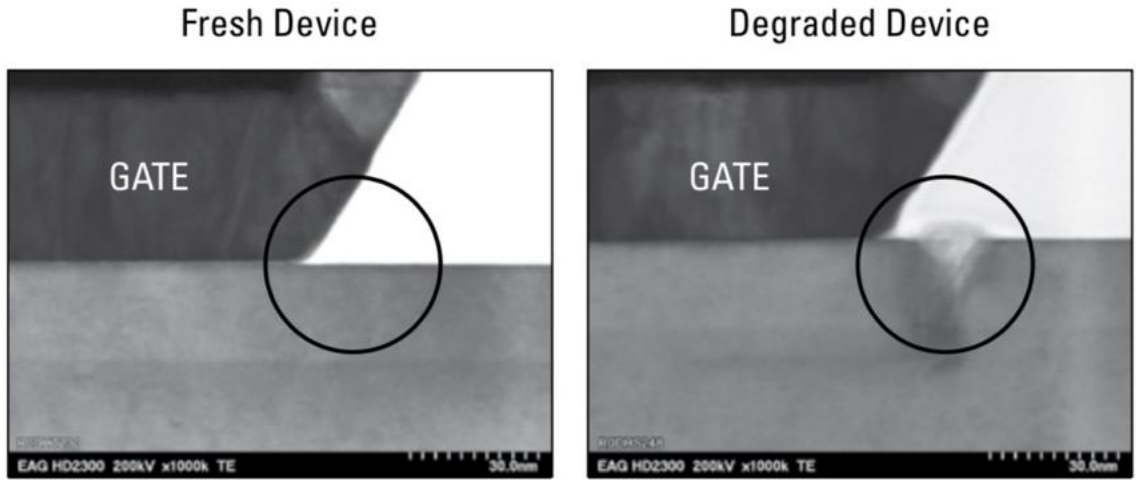 Fresh Device
Degraded Device
GATE
GATE
EAG HD2300 200kV x1000k TE
30.0nm
EAG HD2300 200kV x1000k TE
30.0nm